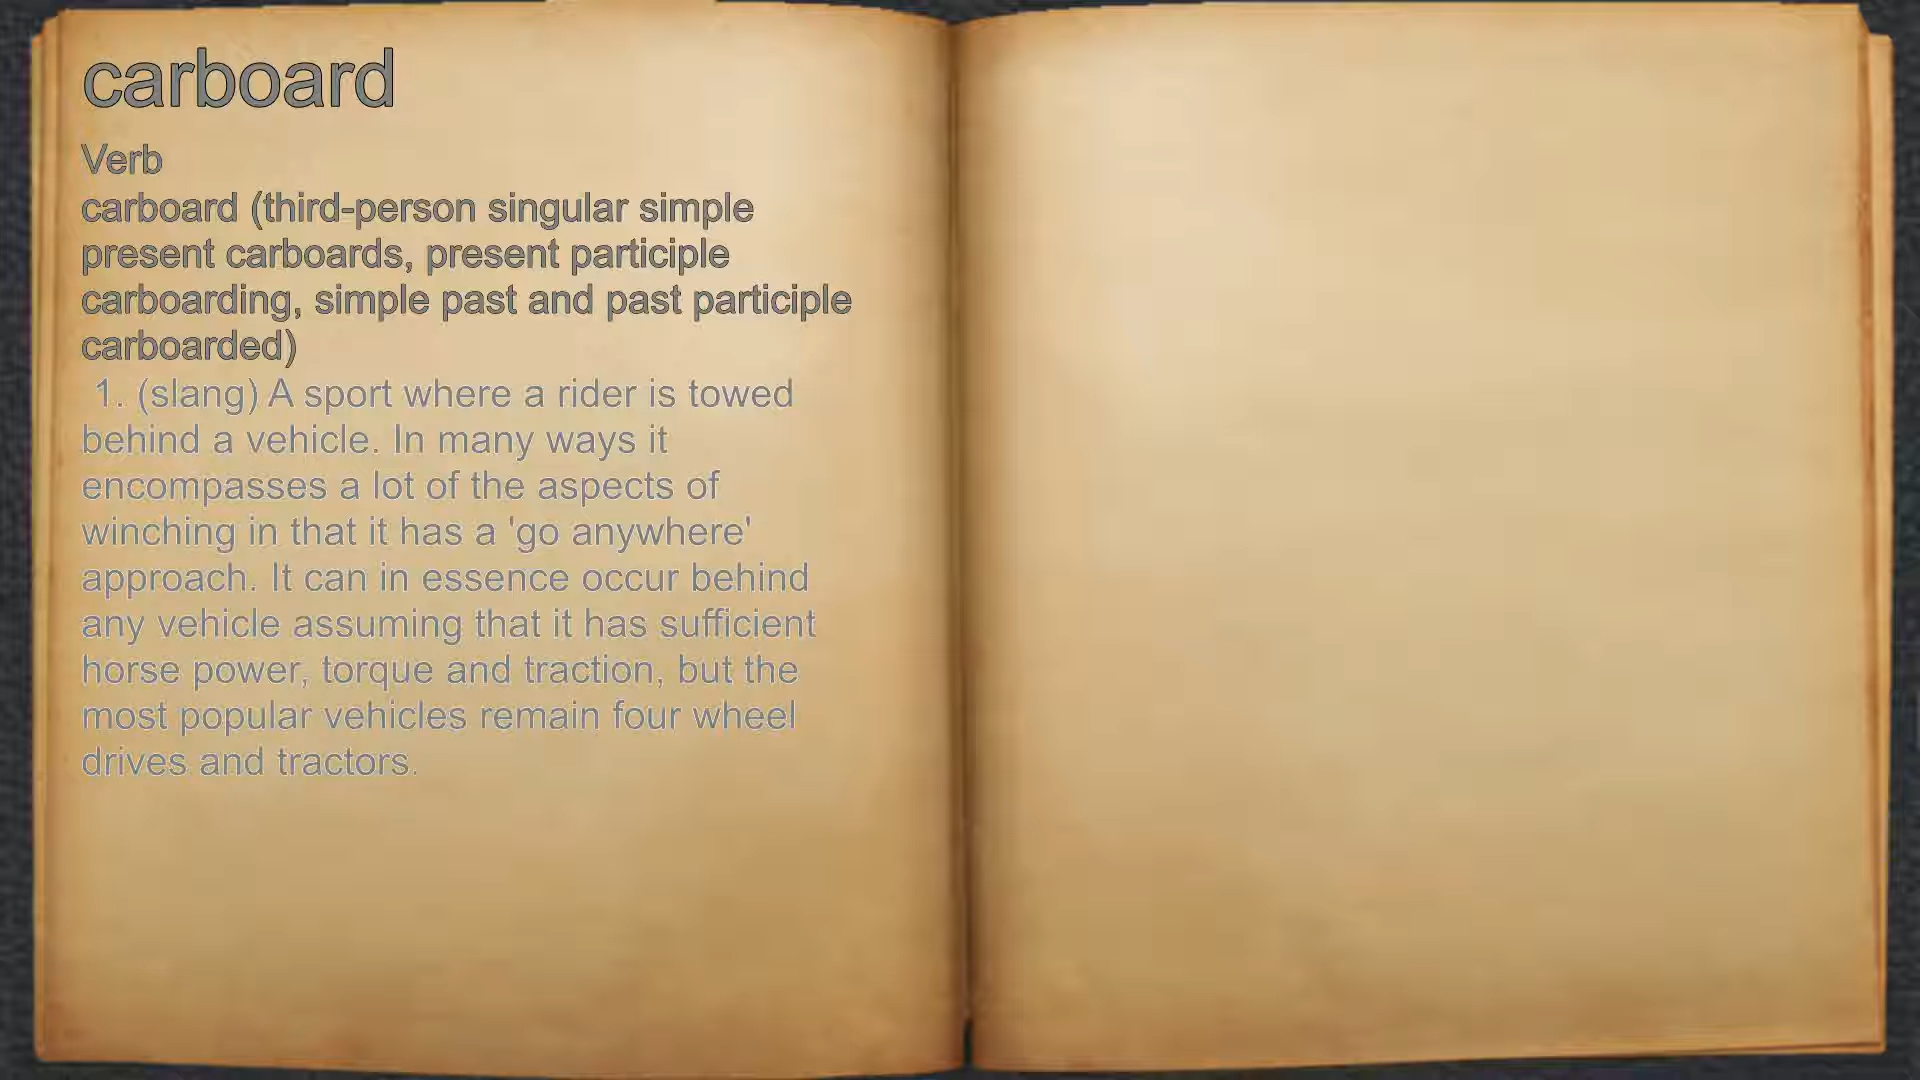 carboard
Verb
carboard (third-person singular simple
present carboards, present participle
carboarding, simple past and past participle
carboarded)
1. (slang) A sport where a rider is towed
behind a vehicle. In many ways it
encompasses a lot of the aspects of
winching in that it has a 'go anywhere'
approach. It can in essence occur behind
any vehicle assuming that it has sufficient
horse power, torque and traction, but the
most popular vehicles remain four wheel
drives and tractors.